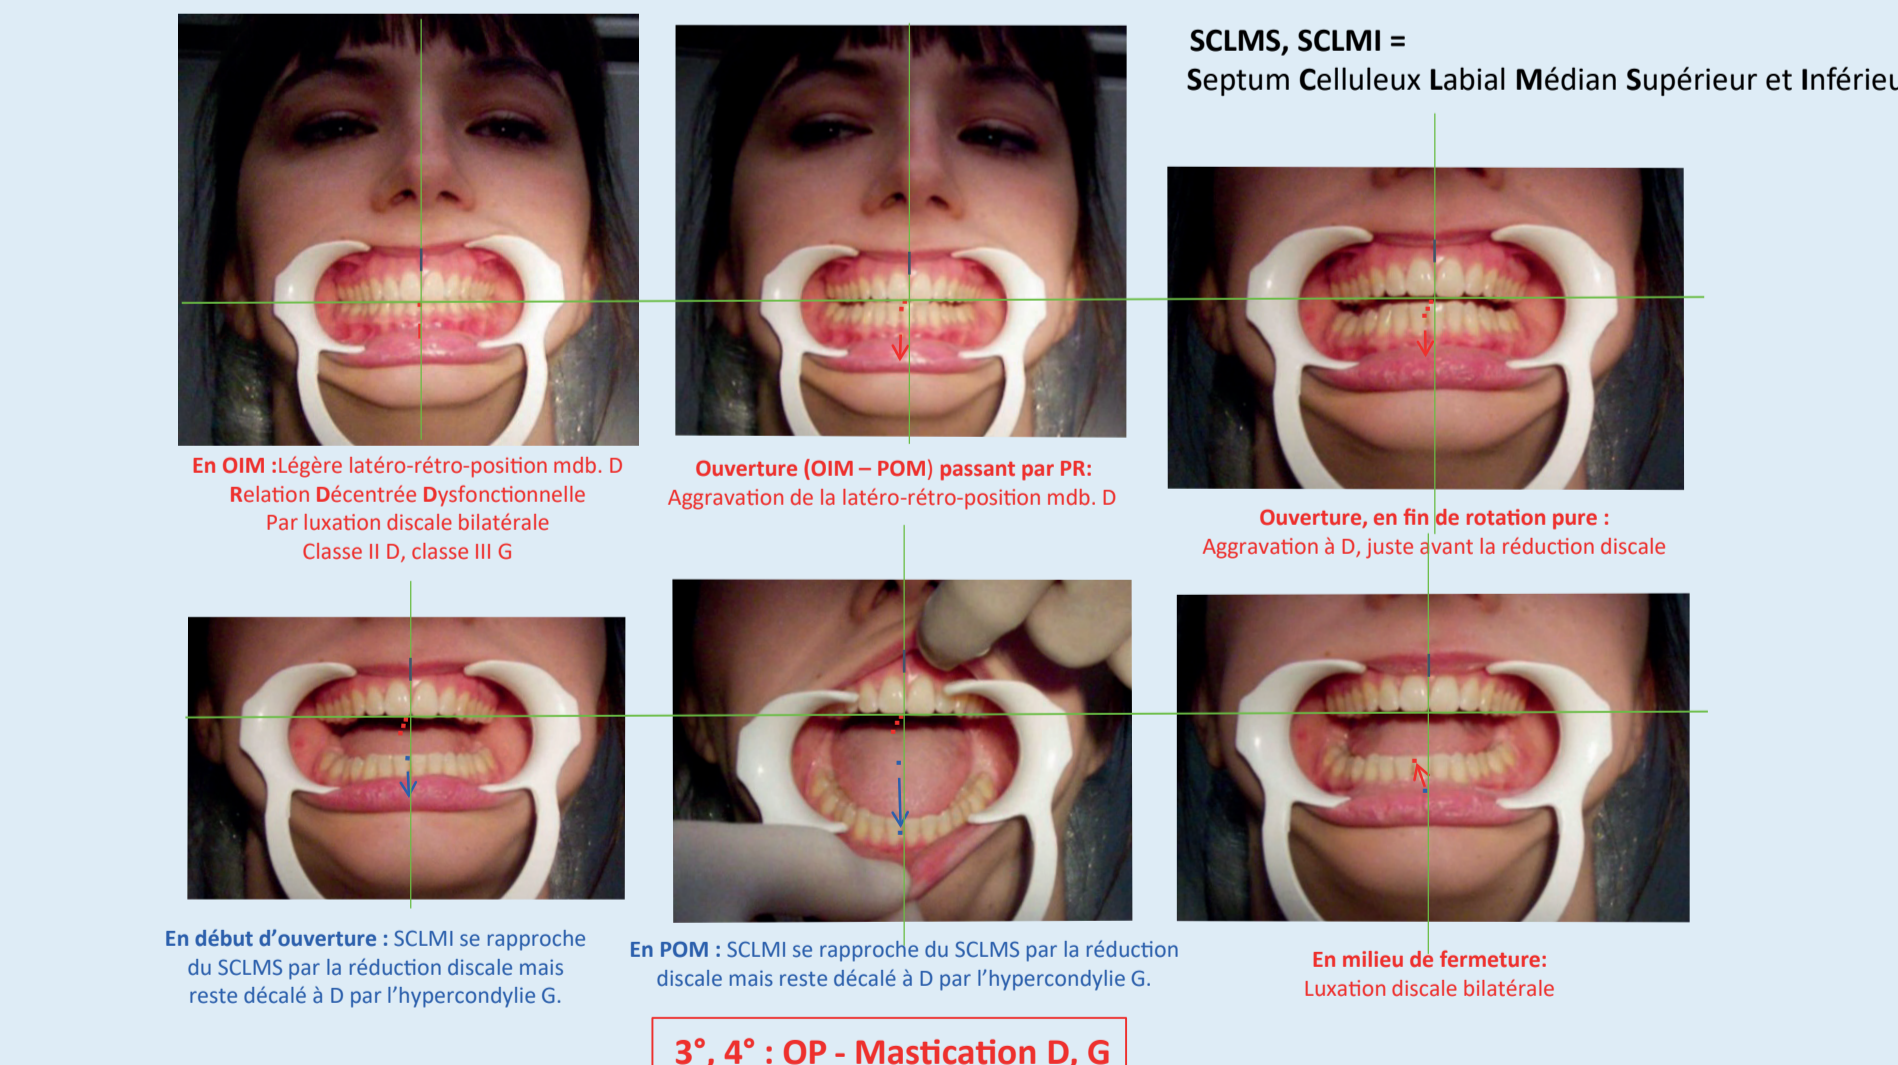 SCLMS, SCLMI =
Septum Celluleux Labial Médian Supérieur et Inférieu
En OIM :Légère latéro-rétro-position mdb. D
Relation Décentrée Dysfonctionnelle
Par luxation discale bilatérale
Classe II D, classe III G
Ouverture (OIM – POM) passant par PR:
Aggravation de la latéro-rétro-position mdb. D
Ouverture, en fin de rotation pure :
Aggravation à D, juste avant la réduction discale
En début d’ouverture : SCLMI se rapproche
du SCLMS par la réduction discale mais
reste décalé à D par l’hypercondylie G.
En POM : SCLMI se rapproche du SCLMS par la réduction
discale mais reste décalé à D par l’hypercondylie G.
En milieu de fermeture:
Luxation discale bilatérale
3°, 4° : OP - Mastication D, G